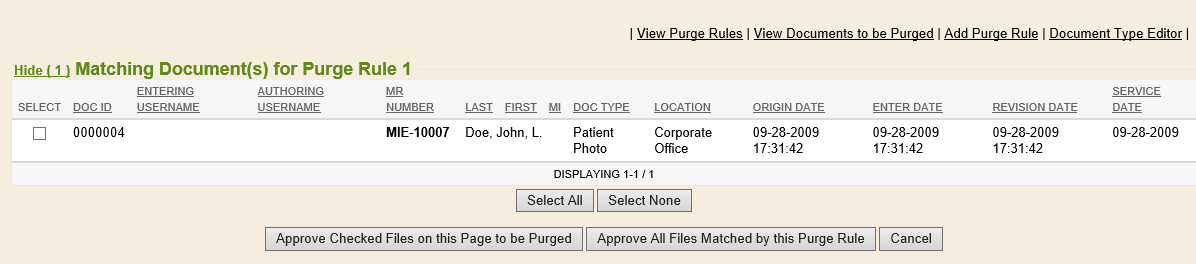 | View Purge Rules | View Documents to be Purged | Add Purge Rule | Document Type Editor |
Hide ( 1 ) Matching Document(s) for Purge Rule 1
SELECT DOC ID ENTERING USERNAME AUTHORING USERNAME MR NUMBER LAST FIRST MI DOC TYPE LOCATION ORIGIN DATE ENTER DATE REVISION DATE SERVICE DATE
0000004 MIE-10007 Doe, John, L. Patient Photo Corporate Office 09-28-2009 17:31:42 09-28-2009 17:31:42 09-28-2009 17:31:42 09-28-2009
DISPLAYING 1-1 / 1
Select All Select None
Approve Checked Files on this Page to be Purged Approve All Files Matched by this Purge Rule Cancel